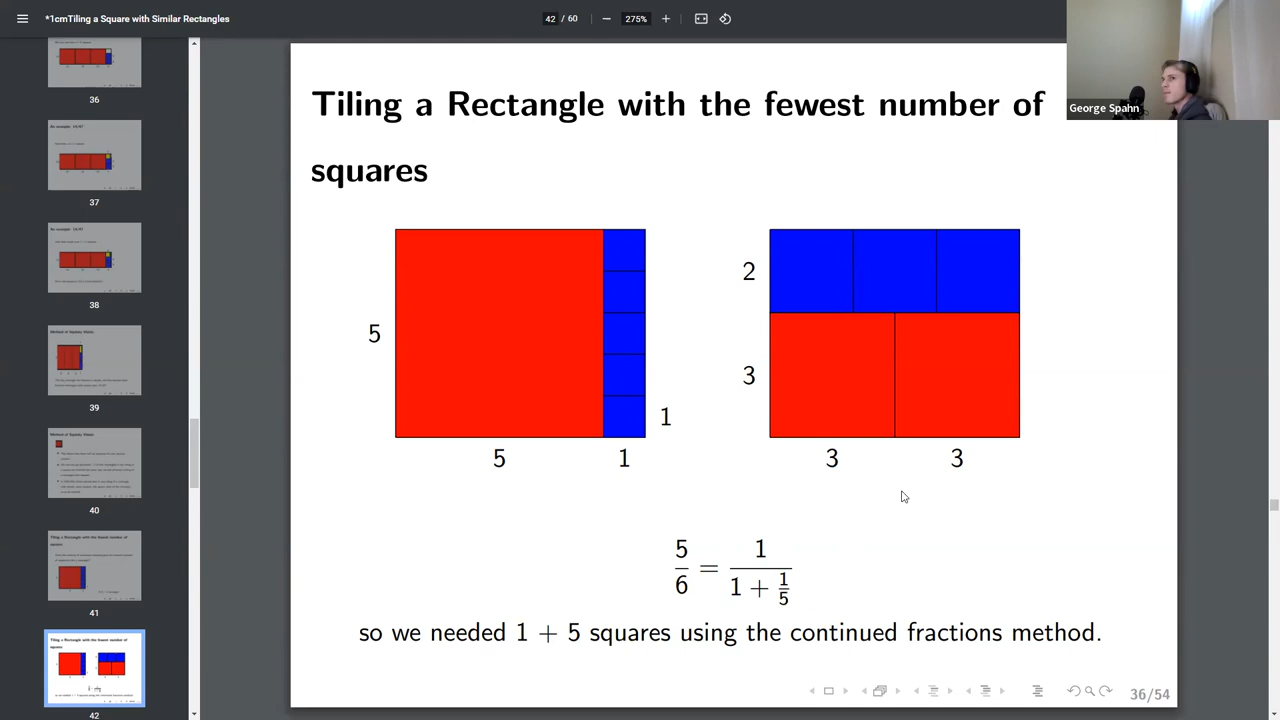 *1cmTiling a Square with Similar Rectangles
42 / 60
275%
George Spahn
36
37
38
39
40
41
42
Tiling a Rectangle with the fewest number of
squares
5
5
1
1
2
3
3
3
5/6 = 1/(1 + 1/5)
so we needed 1 + 5 squares using the continued fractions method.
36/54